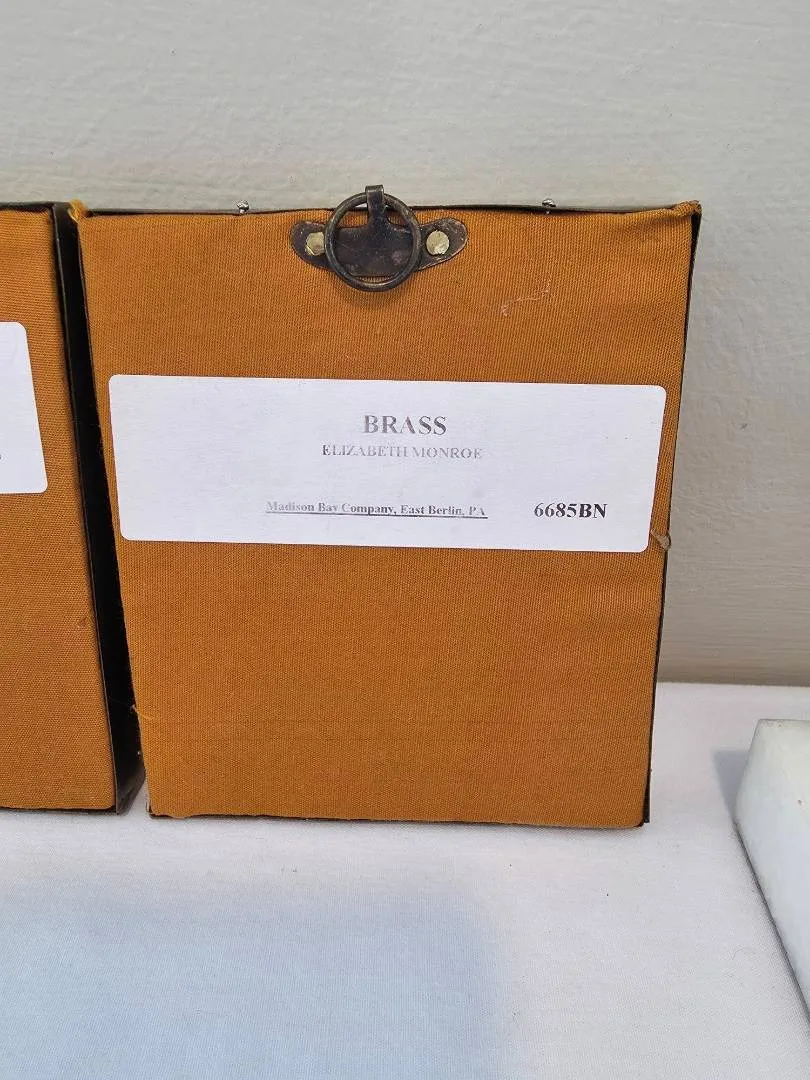 BRASS
ELIZABETH MONROE
Madison Bay Company, East Berlin, PA 6685BN